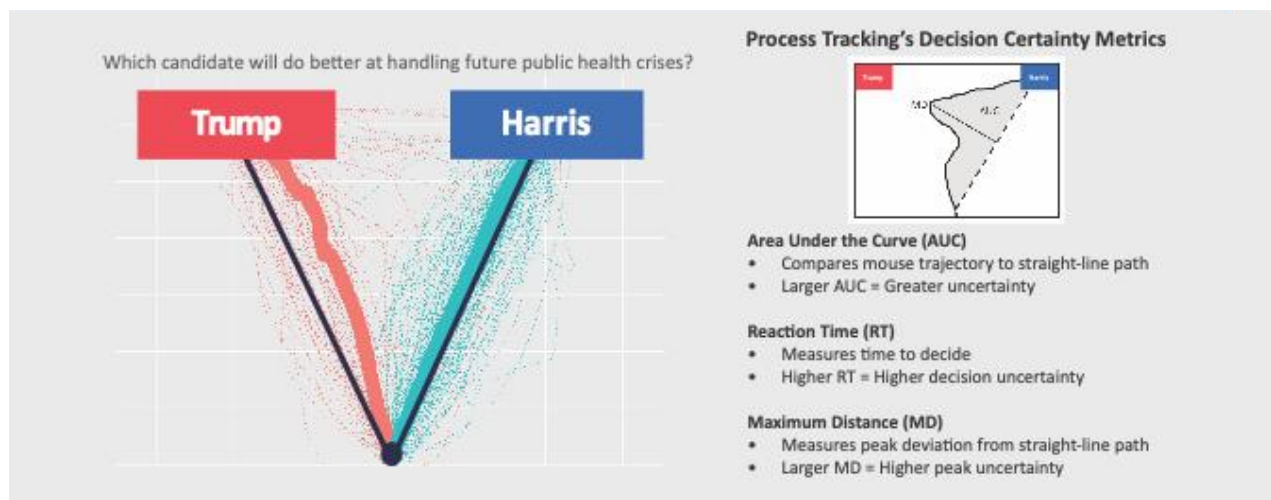 Which candidate will do better at handling future public health crises?
Trump
Harris
Process Tracking's Decision Certainty Metrics
Trump
Harris
MD
AUC
Area Under the Curve (AUC)
• Compares mouse trajectory to straight-line path
• Larger AUC = Greater uncertainty
Reaction Time (RT)
• Measures time to decide
• Higher RT = Higher decision uncertainty
Maximum Distance (MD)
• Measures peak deviation from straight-line path
• Larger MD = Higher peak uncertainty